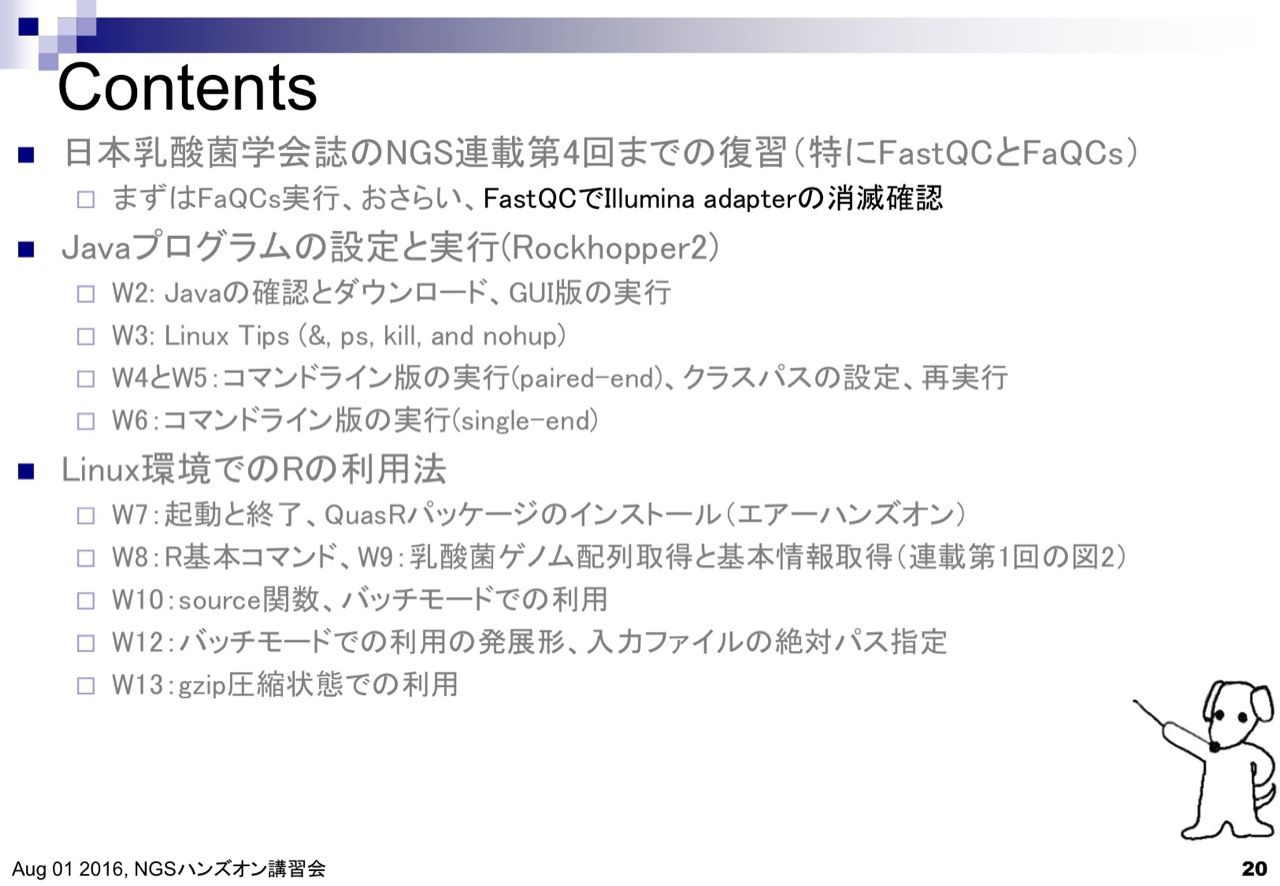 Contents
日本乳酸菌学会誌のNGS連載第4回までの復習（特にFastQCとFaQCs）
まずはFaQCs実行、おさらい、FastQCでIllumina adapterの消滅確認
Javaプログラムの設定と実行(Rockhopper2)
W2: Javaの確認とダウンロード、GUI版の実行
W3: Linux Tips (&, ps, kill, and nohup)
W4とW5：コマンドライン版の実行(paired-end)、クラスパスの設定、再実行
W6：コマンドライン版の実行(single-end)
Linux環境でのRの利用法
W7：起動と終了、QuasRパッケージのインストール（エアーハンズオン）
W8：R基本コマンド、W9：乳酸菌ゲノム配列取得と基本情報取得（連載第1回の図2）
W10：source関数、バッチモードでの利用
W12：バッチモードでの利用の発展形、入力ファイルの絶対パス指定
W13：gzip圧縮状態での利用
Aug 01 2016, NGSハンズオン講習会
20